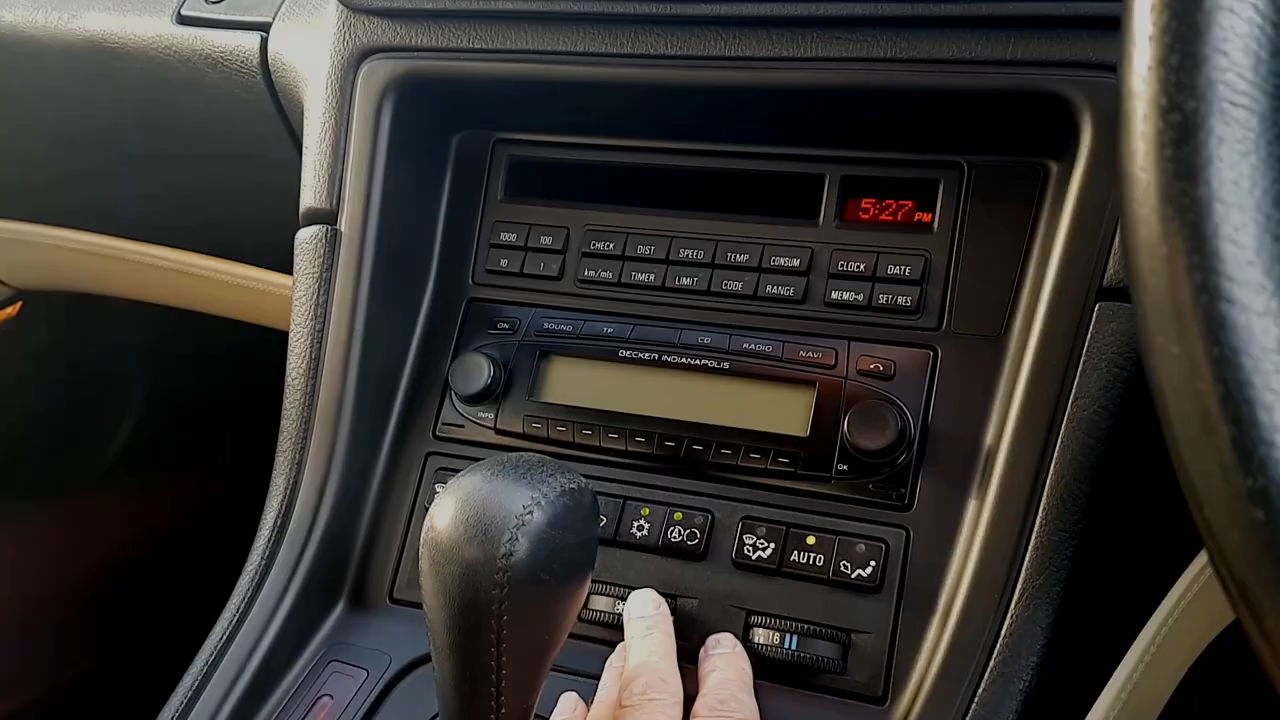 5:27 PM
1000 100 CHECK DIST SPEED TEMP CONSUM CLOCK DATE
10 1 km/mls TIMER LIMIT CODE RANGE MEMO SET/RES
ON SOUND TP CD RADIO NAVI
BECKER INDIANAPOLIS
INFO
OK
A AUTO
16